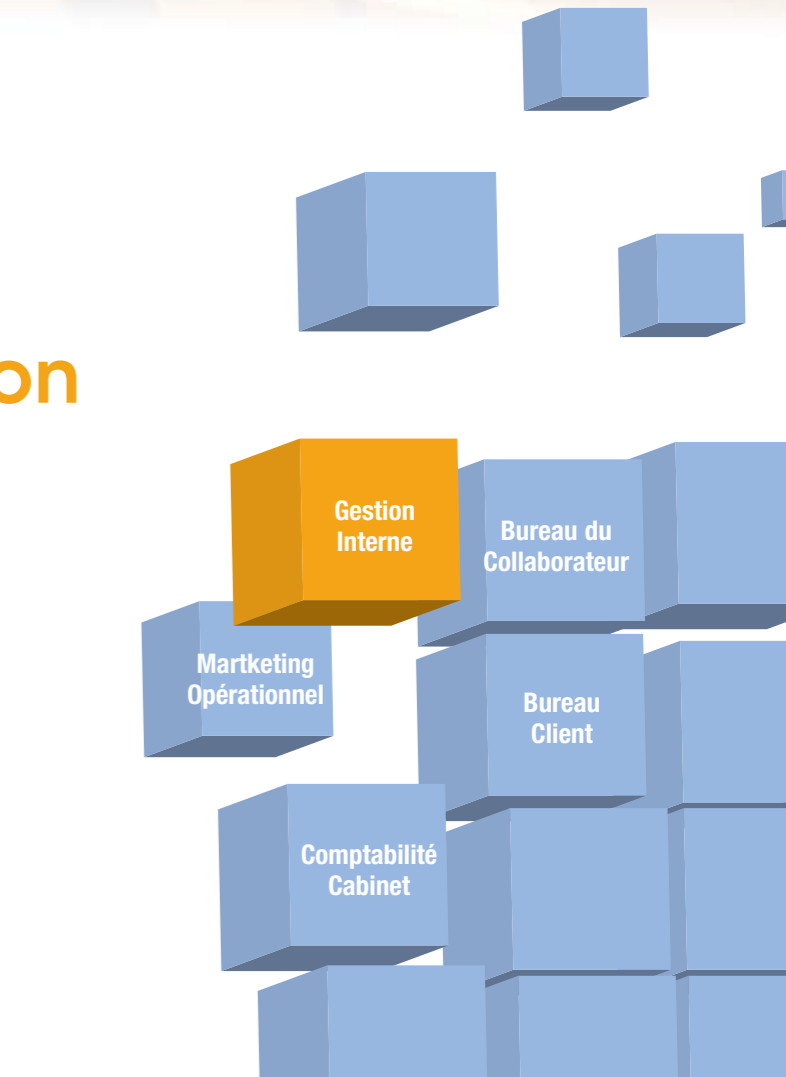 on
Gestion
Interne
Bureau du
Collaborateur
Martketing
Opérationnel
Bureau
Client
Comptabilité
Cabinet